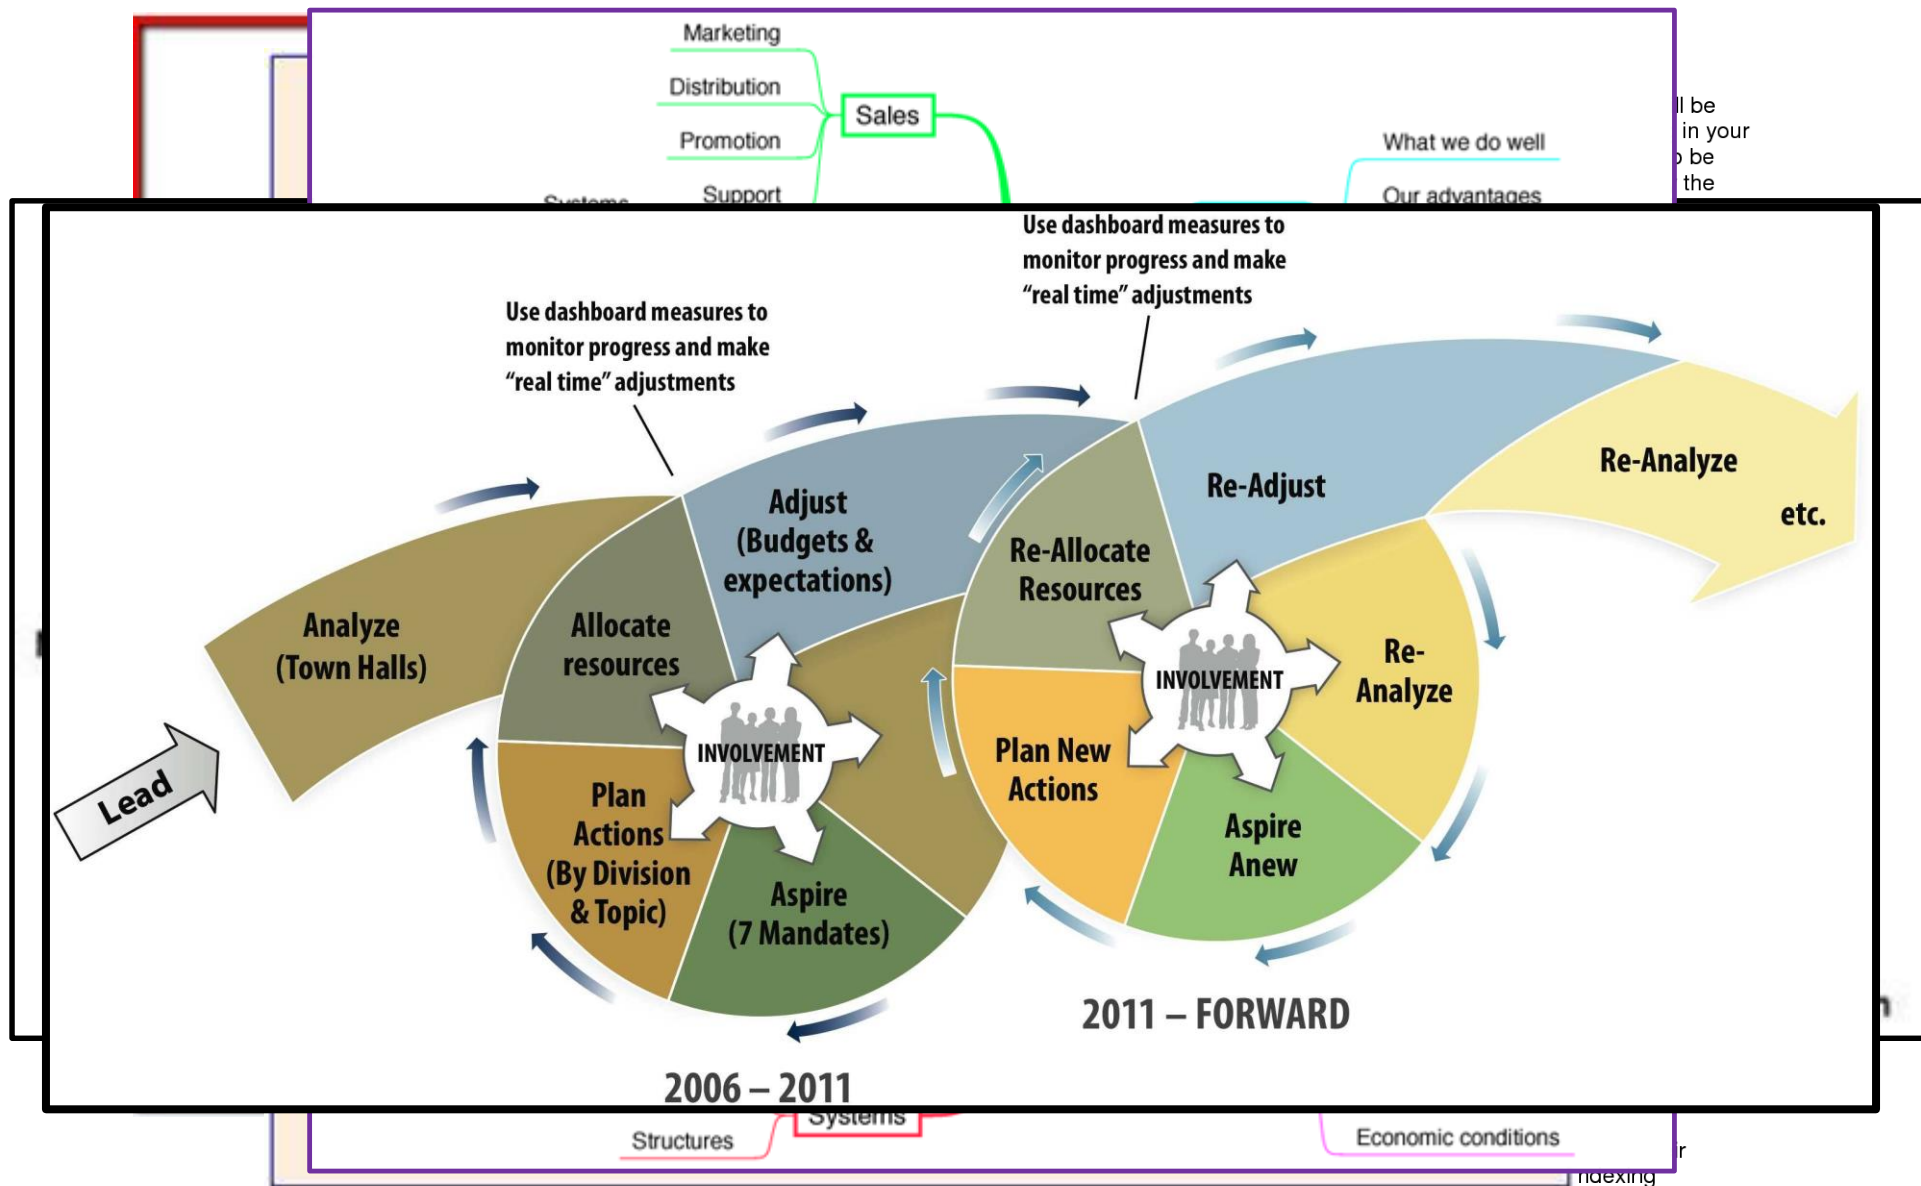 Marketing
Distribution
Promotion
Support
Sales
What we do well
Our advantages
be
in your
be
the
Use dashboard measures to
monitor progress and make
“real time” adjustments
Use dashboard measures to
monitor progress and make
“real time” adjustments
Lead
Analyze
(Town Halls)
Allocate
resources
Adjust
(Budgets &
expectations)
INVOLVEMENT
Plan
Actions
(By Division
& Topic)
Aspire
(7 Mandates)
2006 – 2011
Re-Allocate
Resources
Re-Adjust
Re-Analyze
etc.
INVOLVEMENT
Re-
Analyze
Plan New
Actions
Aspire
Anew
2011 – FORWARD
Systems
Structures
Economic conditions